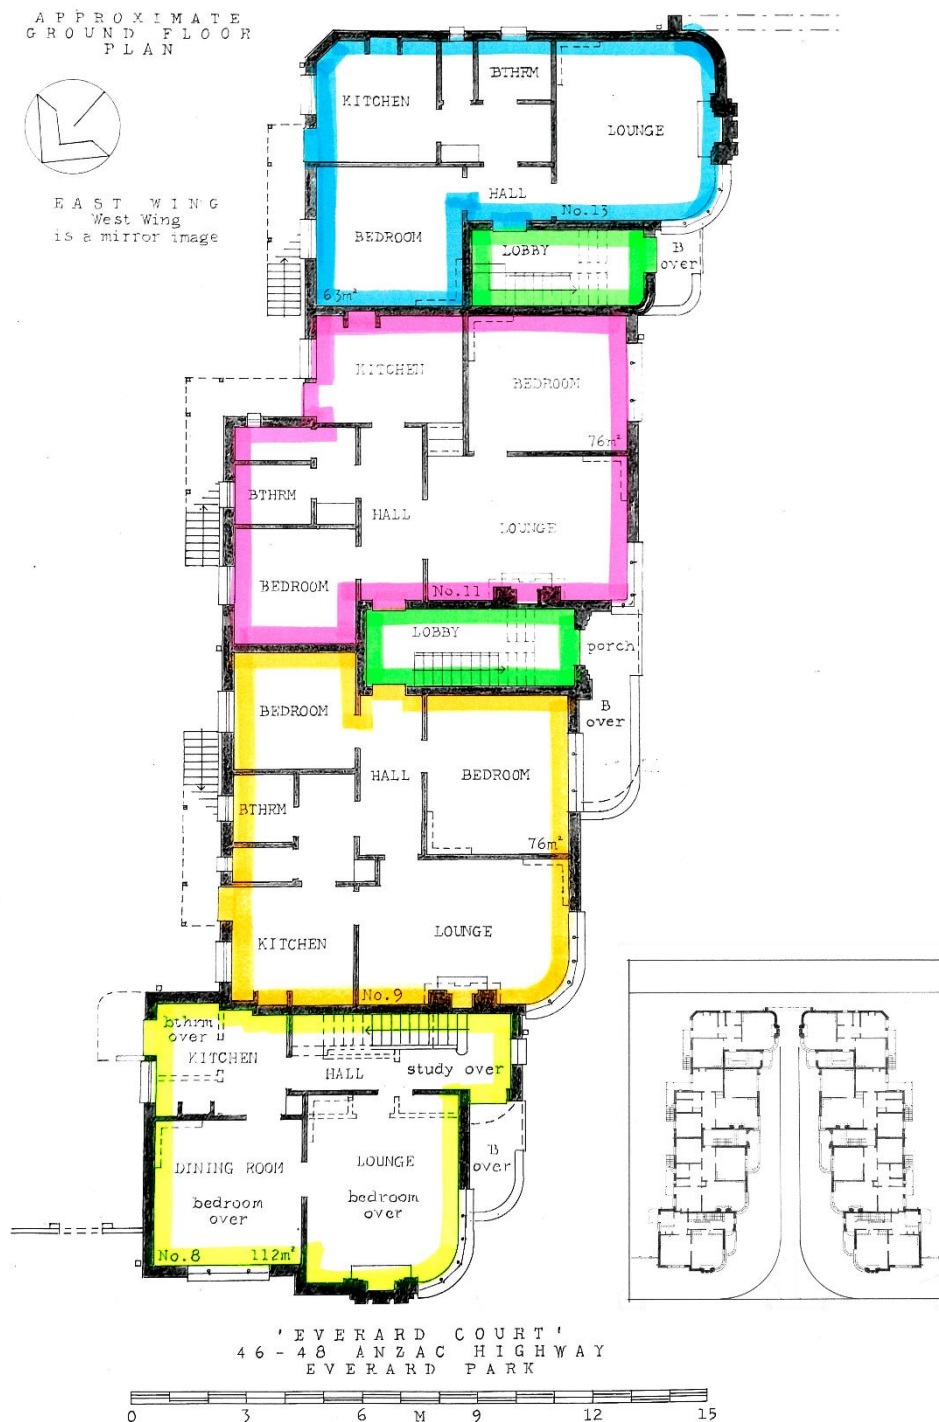 APPROXIMATE
GROUND FLOOR
PLAN
EAST WING
West Wing
is a mirror image
KITCHEN
BTHRM
LOUNGE
HALL
No.13
BEDROOM
LOBBY
B
over
63m²
KITCHEN
BEDROOM
76m²
BTHRM
HALL
LOUNGE
BEDROOM
No.11
LOBBY
porch
BEDROOM
B
over
HALL
BEDROOM
BTHRM
76m²
LOUNGE
KITCHEN
No.9
bthrm
over
KITCHEN
HALL
study over
DINING ROOM
LOUNGE
B
over
bedroom
over
bedroom
over
No.8
112m²
'EVERARD COURT'
46-48 ANZAC HIGHWAY
EVERARD PARK
0 3 6 M 9 12 15